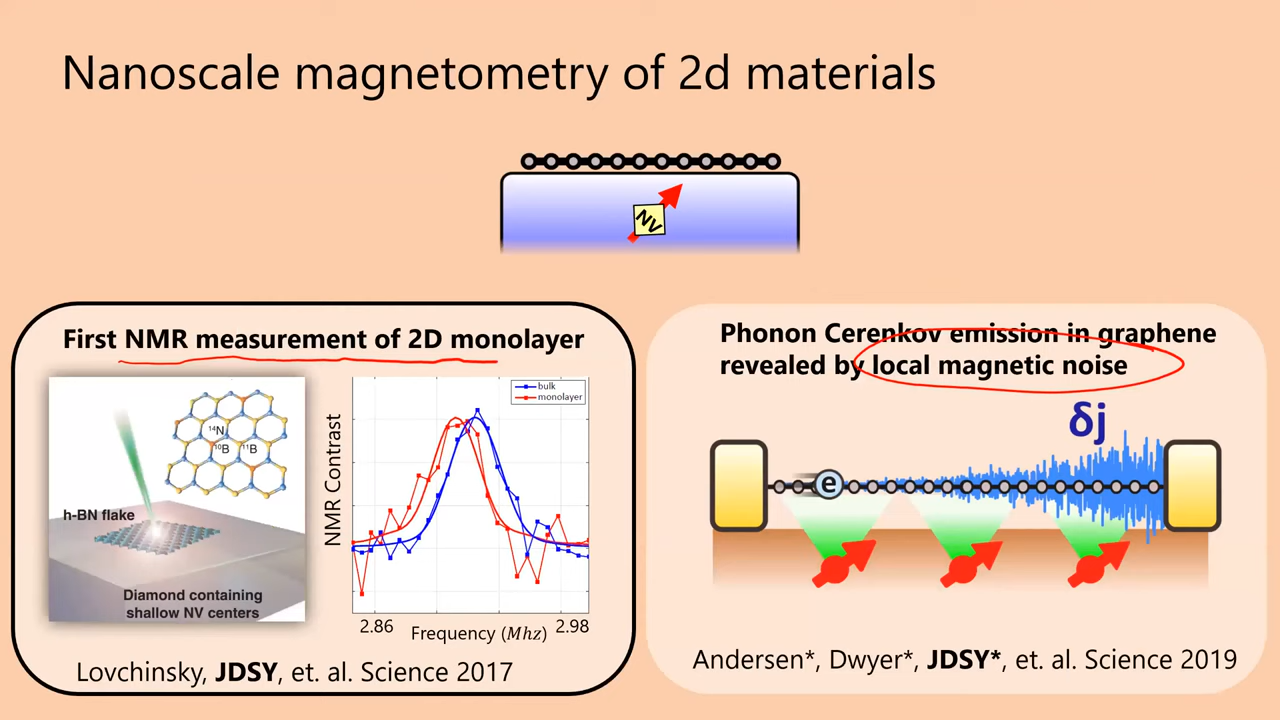 Nanoscale magnetometry of 2d materials
NV
First NMR measurement of 2D monolayer
14N
10B
11B
h-BN flake
Diamond containing
shallow NV centers
NMR Contrast
bulk
monolayer
2.86
Frequency (Mhz)
2.98
Lovchinsky, JDSY, et. al. Science 2017
Phonon Cerenkov emission in graphene
revealed by local magnetic noise
δj
e
Andersen*, Dwyer*, JDSY*, et. al. Science 2019